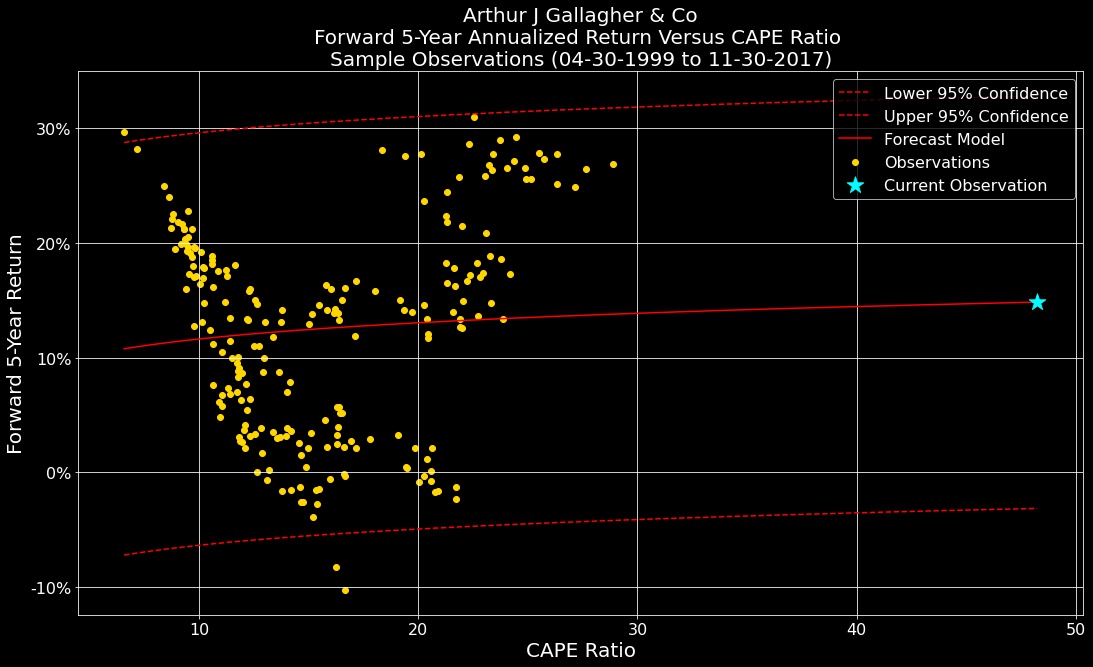 Arthur J Gallagher & Co
Forward 5-Year Annualized Return Versus CAPE Ratio
Sample Observations (04-30-1999 to 11-30-2017)
Lower 95% Confidence
Upper 95% Confidence
Forecast Model
Observations
Current Observation
Forward 5-Year Return
30%
20%
10%
0%
-10%
10
20
30
40
50
CAPE Ratio